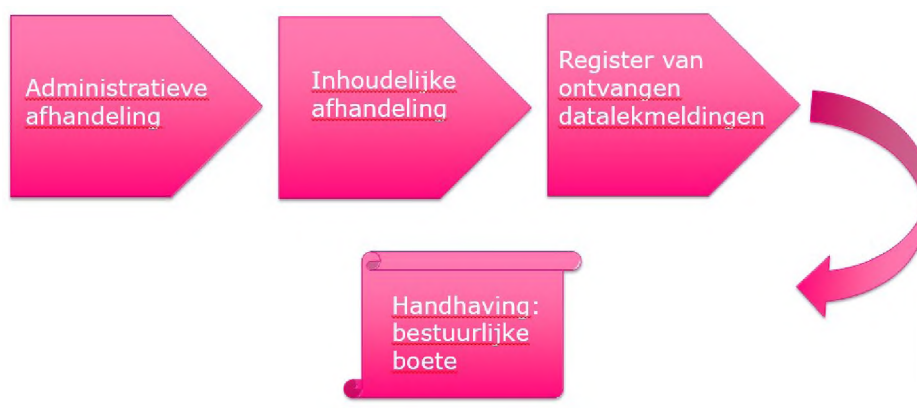 Administratieve
afhandeling
Inhoudelijke
afhandeling
Register van
ontvangen
datalekmeldingen
Handhaving:
bestuurlijke
boete